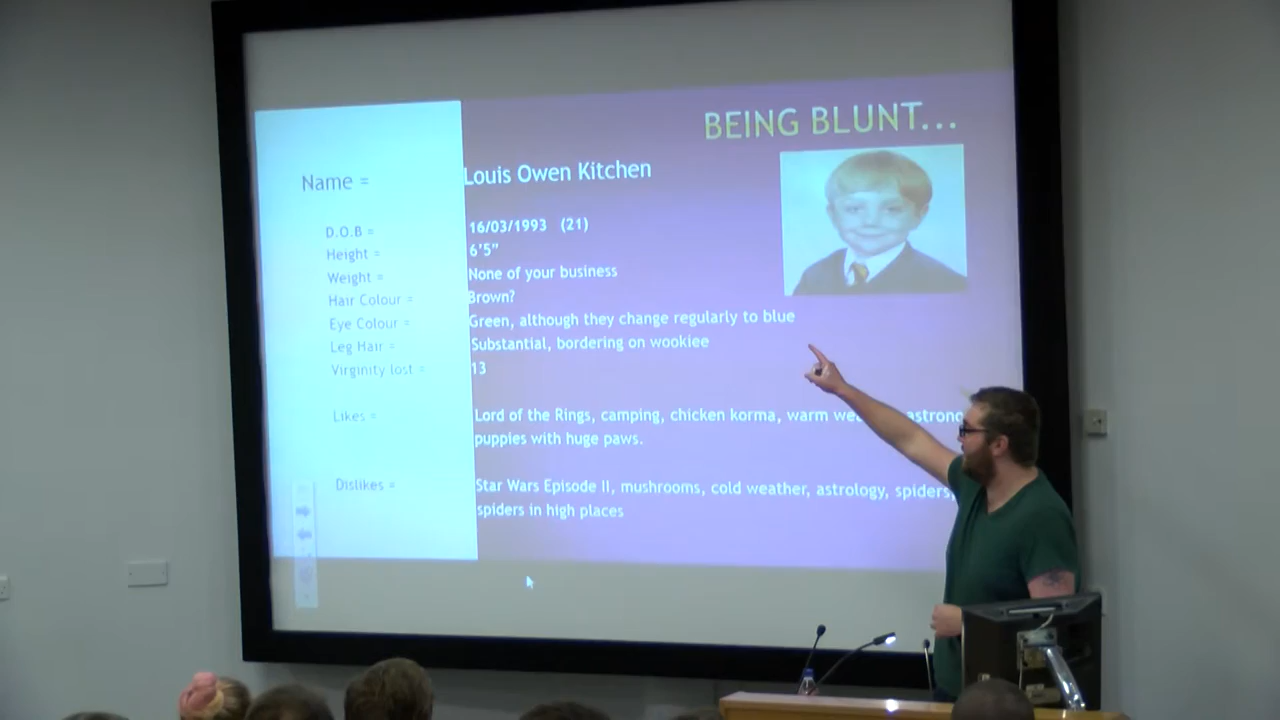 BEING BLUNT...
Name = Louis Owen Kitchen
D.O.B = 16/03/1993 (21)
Height = 6'5"
Weight = None of your business
Hair Colour = Brown?
Eye Colour = Green, although they change regularly to blue
Leg Hair = Substantial, bordering on wookiee
Virginity lost = 13
Likes = Lord of the Rings, camping, chicken korma, warm
puppies with huge paws.
Dislikes = Star Wars Episode II, mushrooms, cold weather, astrology, spiders,
spiders in high places